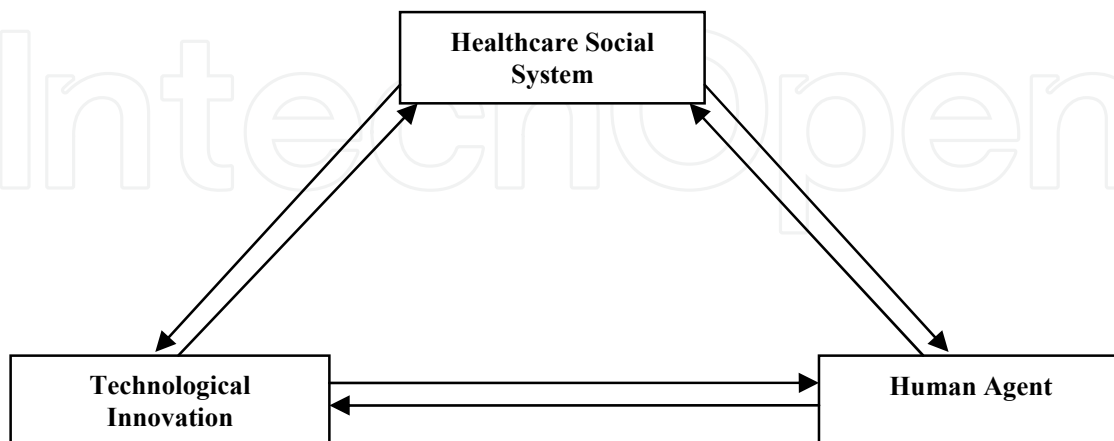 IntechOpen
Healthcare Social
System
Technological
Innovation
Human Agent